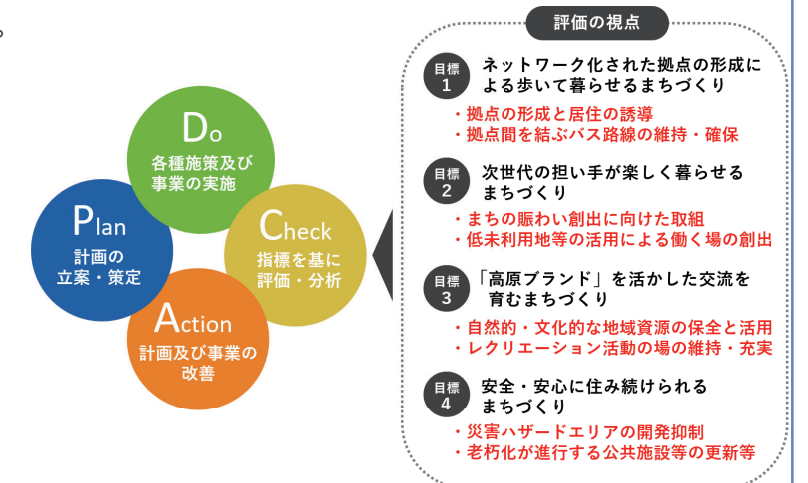 。
Do
各種施策及び
事業の実施
Plan
計画の
立案・策定
Check
指標を基に
評価・分析
Action
計画及び事業の
改善
評価の視点
目標
1
ネットワーク化された拠点の形成に
よる歩いて暮らせるまちづくり
・拠点の形成と居住の誘導
・拠点間を結ぶバス路線の維持・確保
目標
2
次世代の担い手が楽しく暮らせる
まちづくり
・まちの賑わい創出に向けた取組
・低未利用地等の活用による働く場の創出
目標
3
「高原ブランド」を活かした交流を
育むまちづくり
・自然的・文化的な地域資源の保全と活用
・レクリエーション活動の場の維持・充実
目標
4
安全・安心に住み続けられる
まちづくり
・災害ハザードエリアの開発抑制
・老朽化が進行する公共施設等の更新等